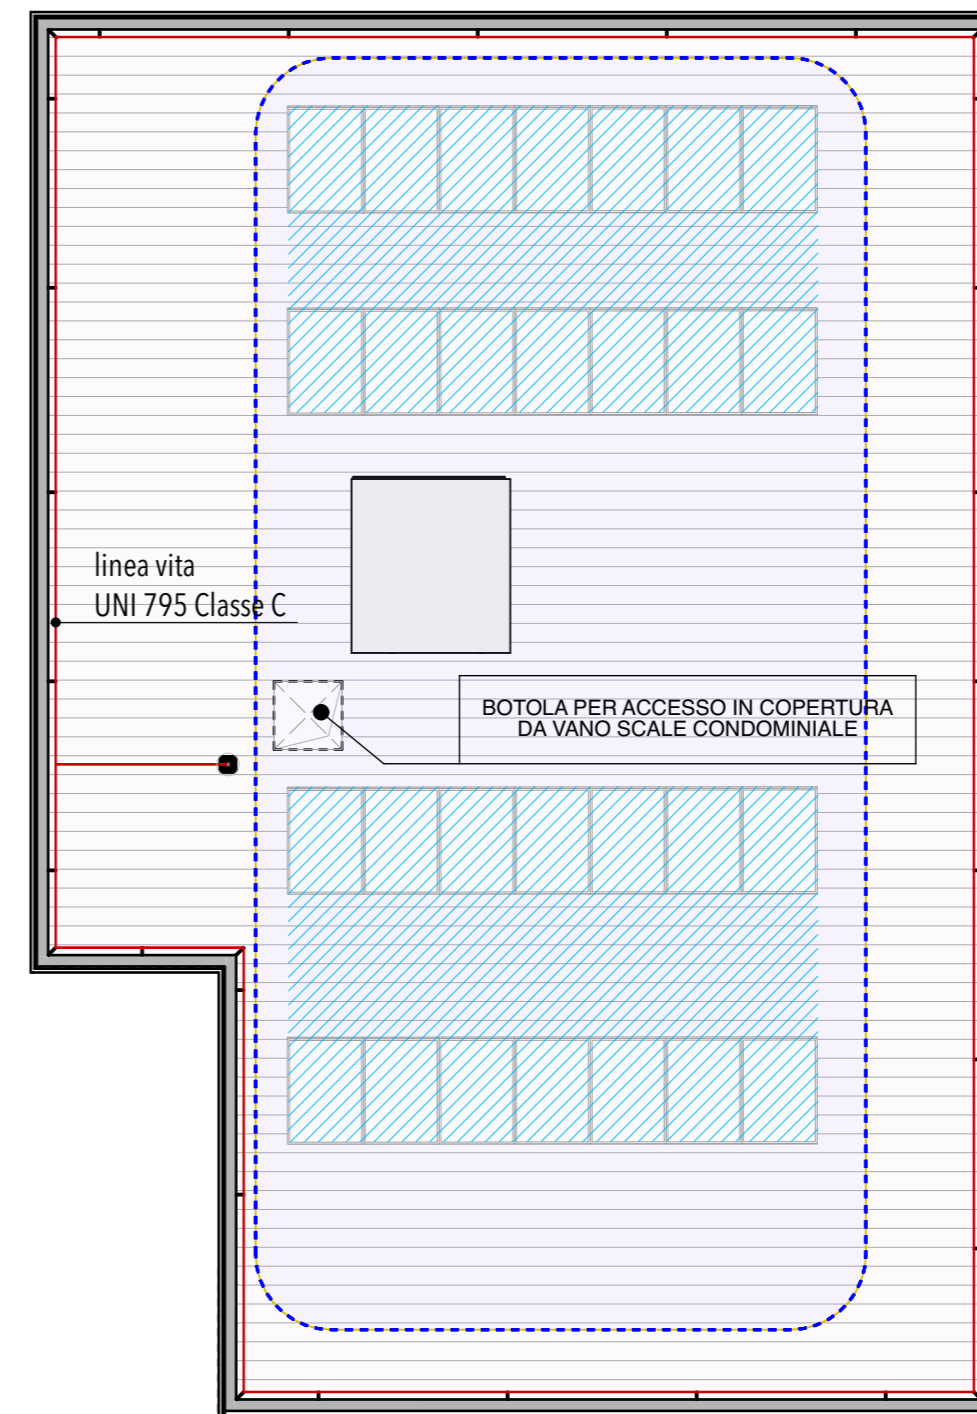 linea vita
UNI 795 Classe C
BOTOLA PER ACCESSO IN COPERTURA
DA VANO SCALE CONDOMINIALE